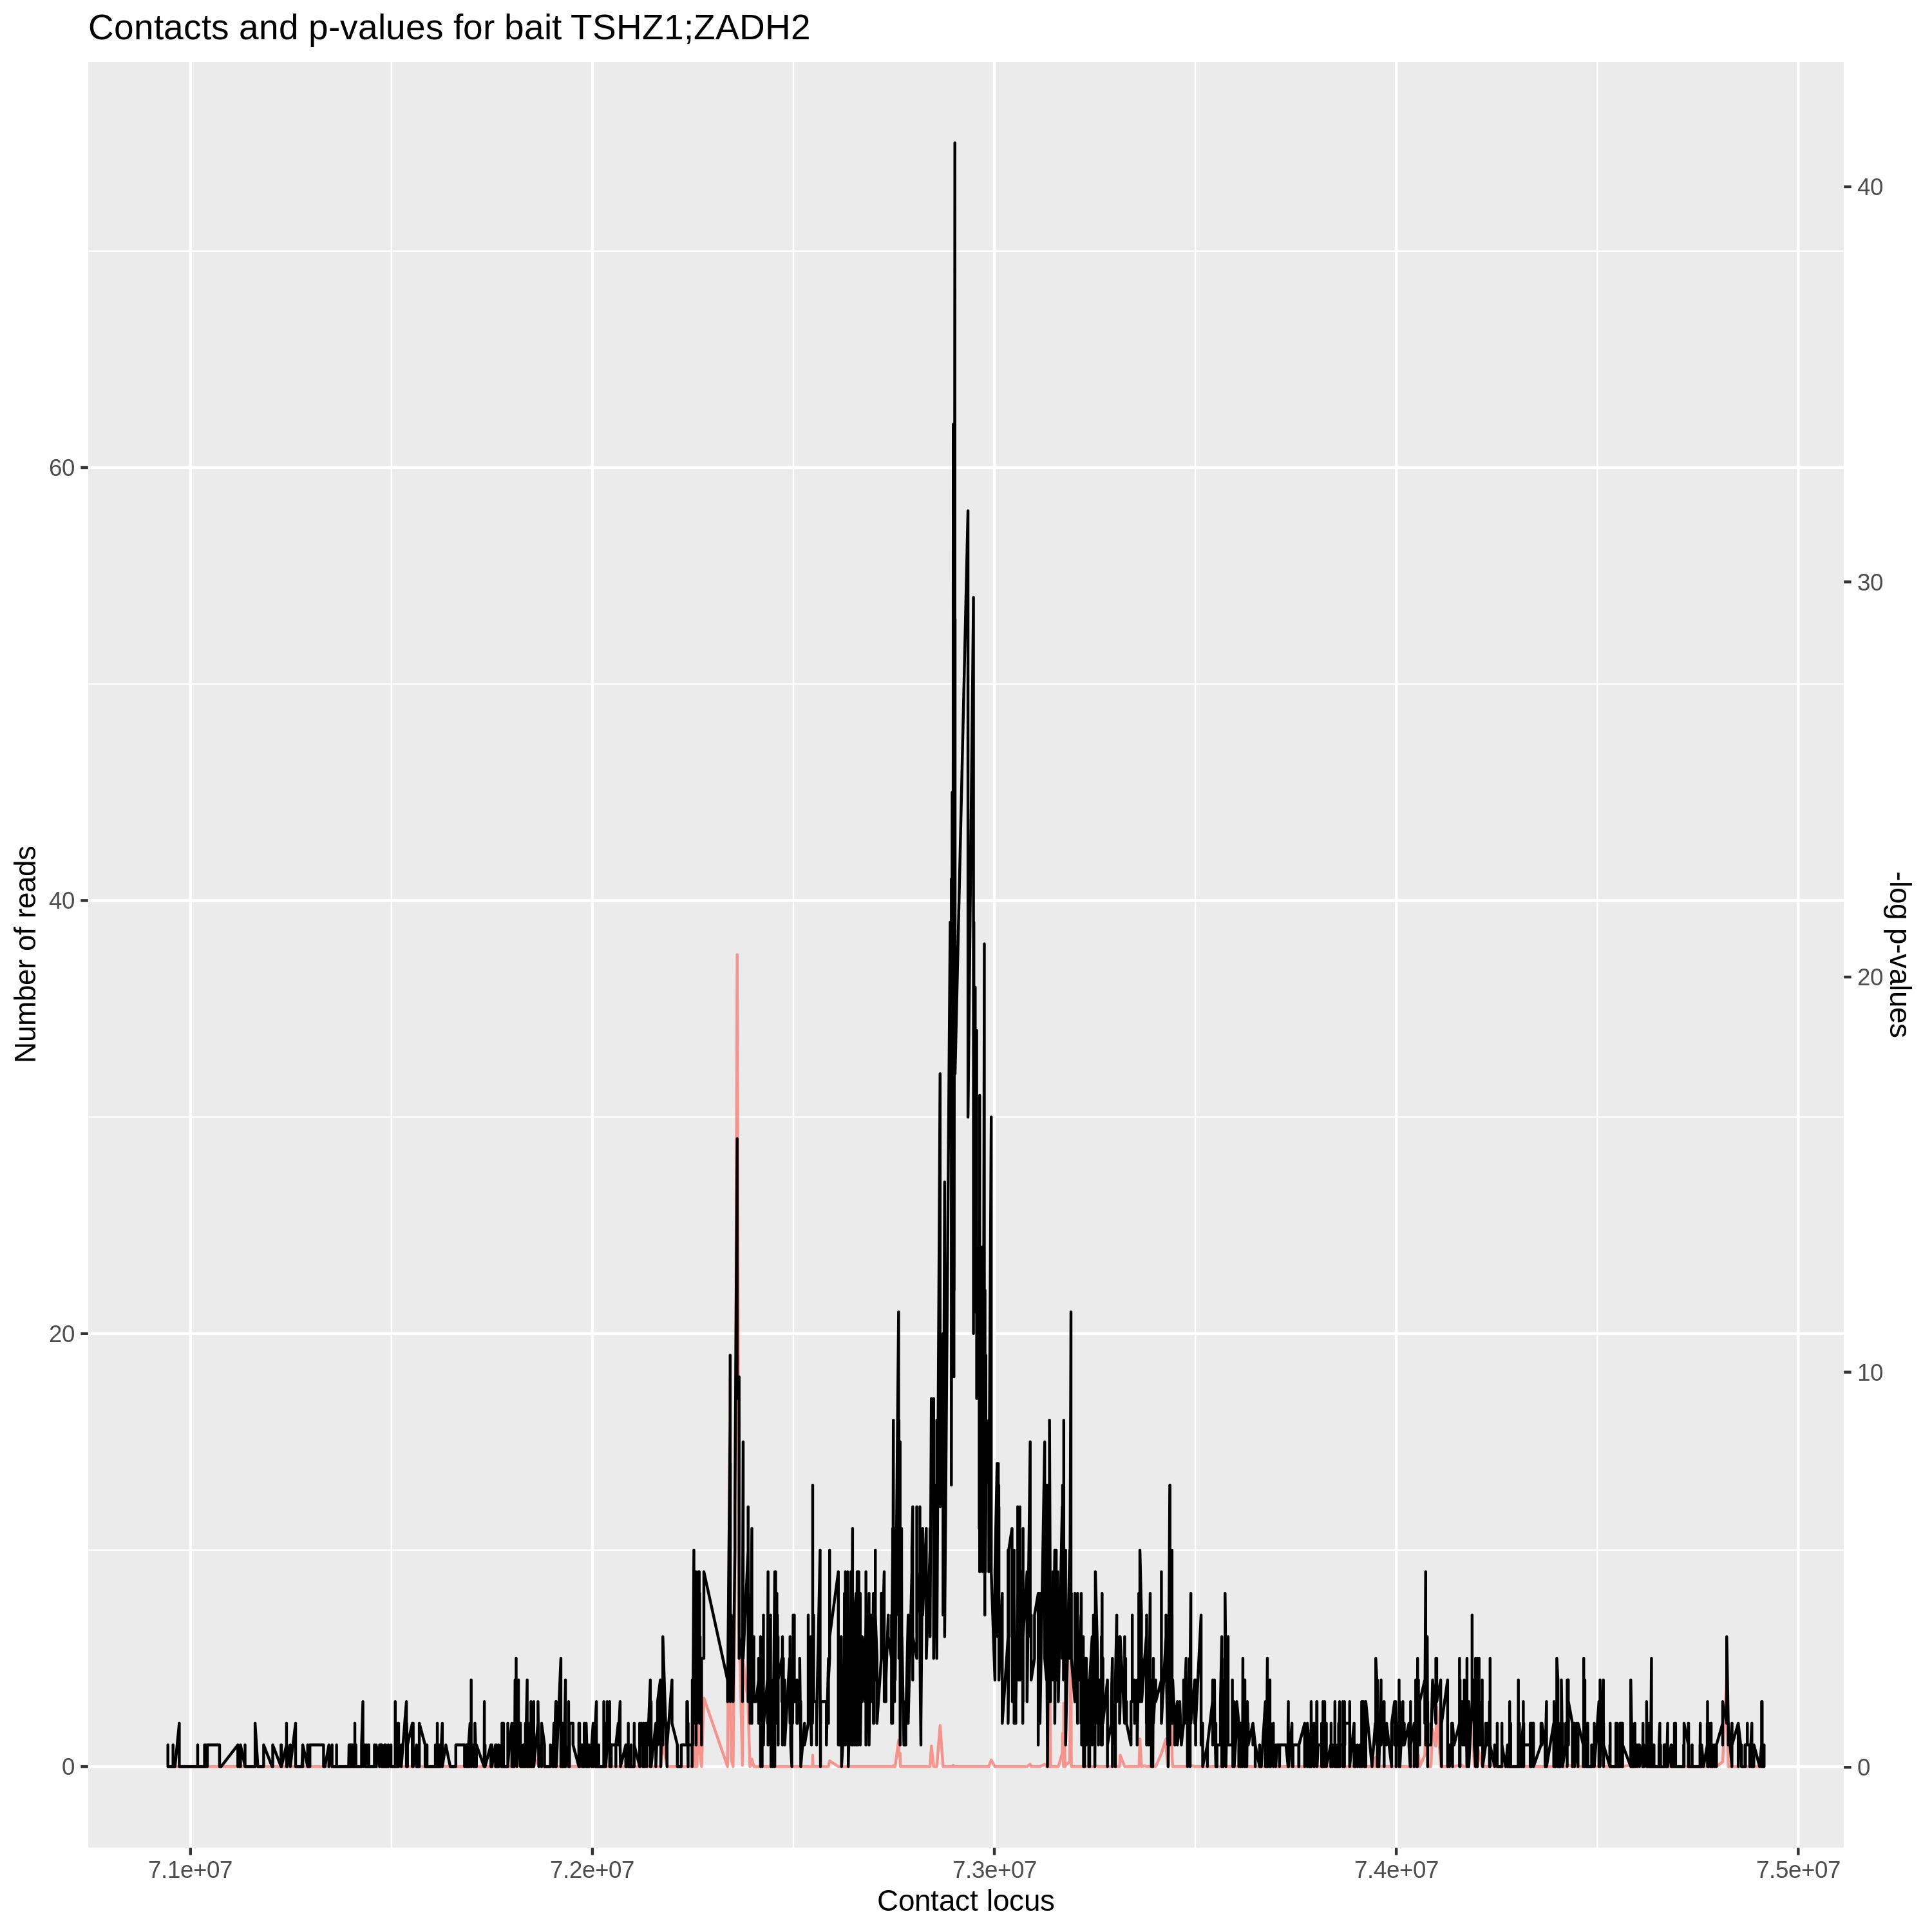 Contacts and p-values for bait TSHZ1;ZADH2
Number of reads
60
40
20
0
40
30
20
10
0
-log p-values
7.1e+07 7.2e+07 7.3e+07 7.4e+07 7.5e+07
Contact locus